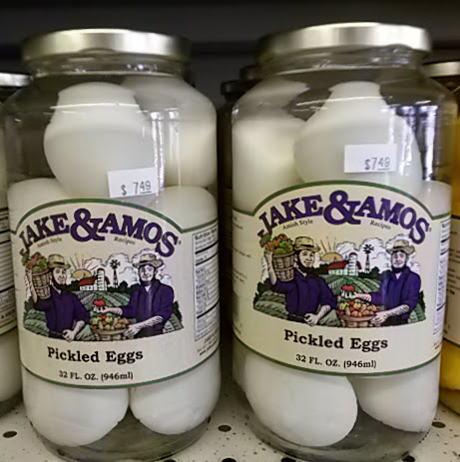 $ 749
JAKE & AMOS
Amish Style Recipes
Pickled Eggs
32 FL. OZ. (946ml)
$ 749
JAKE & AMOS
Amish Style Recipes
Pickled Eggs
32 FL. OZ. (946ml)